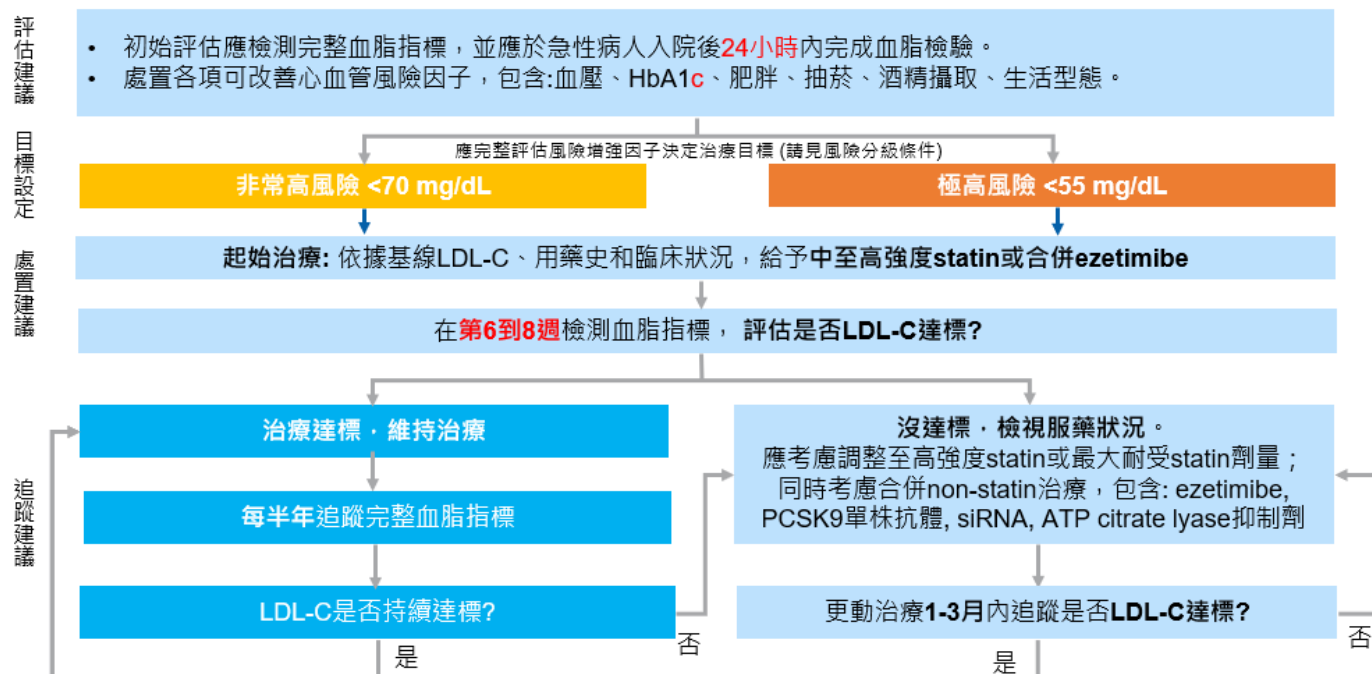 評估建議
• 初始評估應檢測完整血脂指標，並應於急性病人入院後24小時內完成血脂檢驗。
• 處置各項可改善心血管風險因子，包含:血壓、HbA1c、肥胖、抽菸、酒精攝取、生活型態。
目標設定
應完整評估風險增強因子決定治療目標 (請見風險分級條件)
非常高風險 <70 mg/dL
極高風險 <55 mg/dL
處置建議
起始治療: 依據基線LDL-C、用藥史和臨床狀況，給予中至高強度statin或合併ezetimibe
在第6到8週檢測血脂指標， 評估是否LDL-C達標?
追蹤建議
治療達標，維持治療
每半年追蹤完整血脂指標
LDL-C是否持續達標?
否
是
沒達標，檢視服藥狀況。
應考慮調整至高強度statin或最大耐受statin劑量；
同時考慮合併non-statin治療，包含: ezetimibe,
PCSK9單株抗體, siRNA, ATP citrate lyase抑制劑
更動治療1-3月內追蹤是否LDL-C達標?
否
是